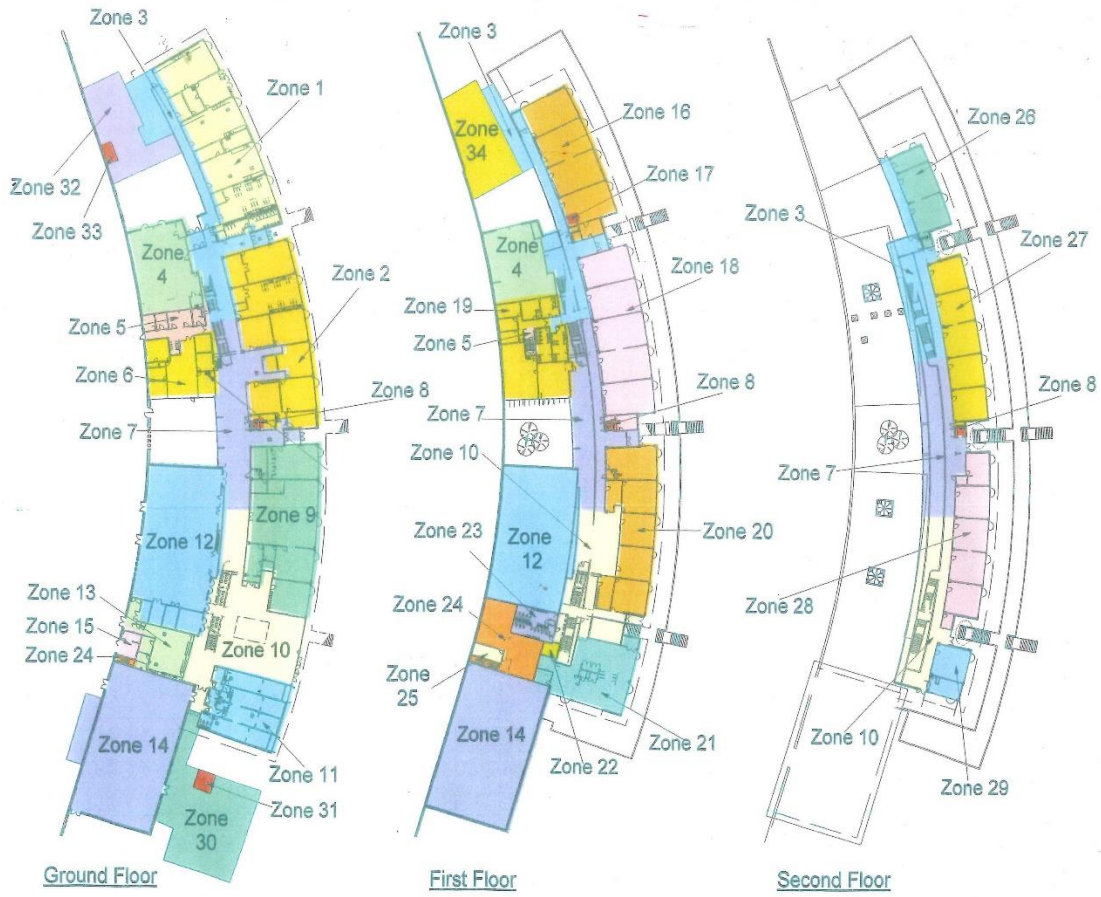 Zone 3
Zone 1
Zone 32
Zone 33
Zone
4
Zone 2
Zone 5
Zone 6
Zone 8
Zone 7
Zone 9
Zone 12
Zone 13
Zone 15
Zone 24
Zone 10
Zone 14
Zone 11
Zone 31
Zone
30
Ground Floor
Zone 3
Zone 16
Zone
34
Zone 17
Zone
4
Zone 18
Zone 19
Zone 5
Zone 8
Zone 7
Zone 10
Zone 23
Zone
12
Zone 20
Zone 24
Zone
25
Zone 14
Zone 21
Zone 22
First Floor
Zone 26
Zone 3
Zone 27
Zone 8
Zone 7
Zone 28
Zone 10
Zone 29
Second Floor